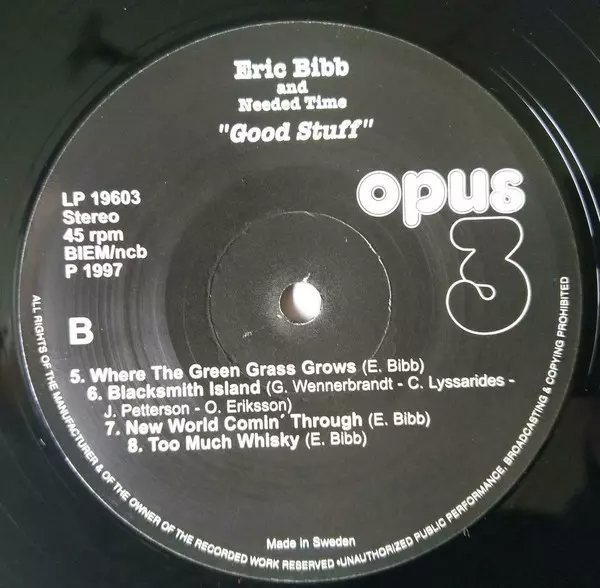 Eric Bibb
and
Needed Time
"Good Stuff"
opus
3
LP 19603
Stereo
45 rpm
BIEM/ncb
P 1997
B
5. Where The Green Grass Grows (E. Bibb)
6. Blacksmith Island (G. Wennerbrandt - C. Lyssarides -
J. Petterson - O. Eriksson)
7. New World Comin´ Through (E. Bibb)
8. Too Much Whisky (E. Bibb)
Made in Sweden
ALL RIGHTS OF THE MANUFACTURER & OF THE OWNER OF THE RECORDED WORK RESERVED •UNAUTHORIZED PUBLIC PERFORMANCE, BROADCASTING & COPYING PROHIBITED